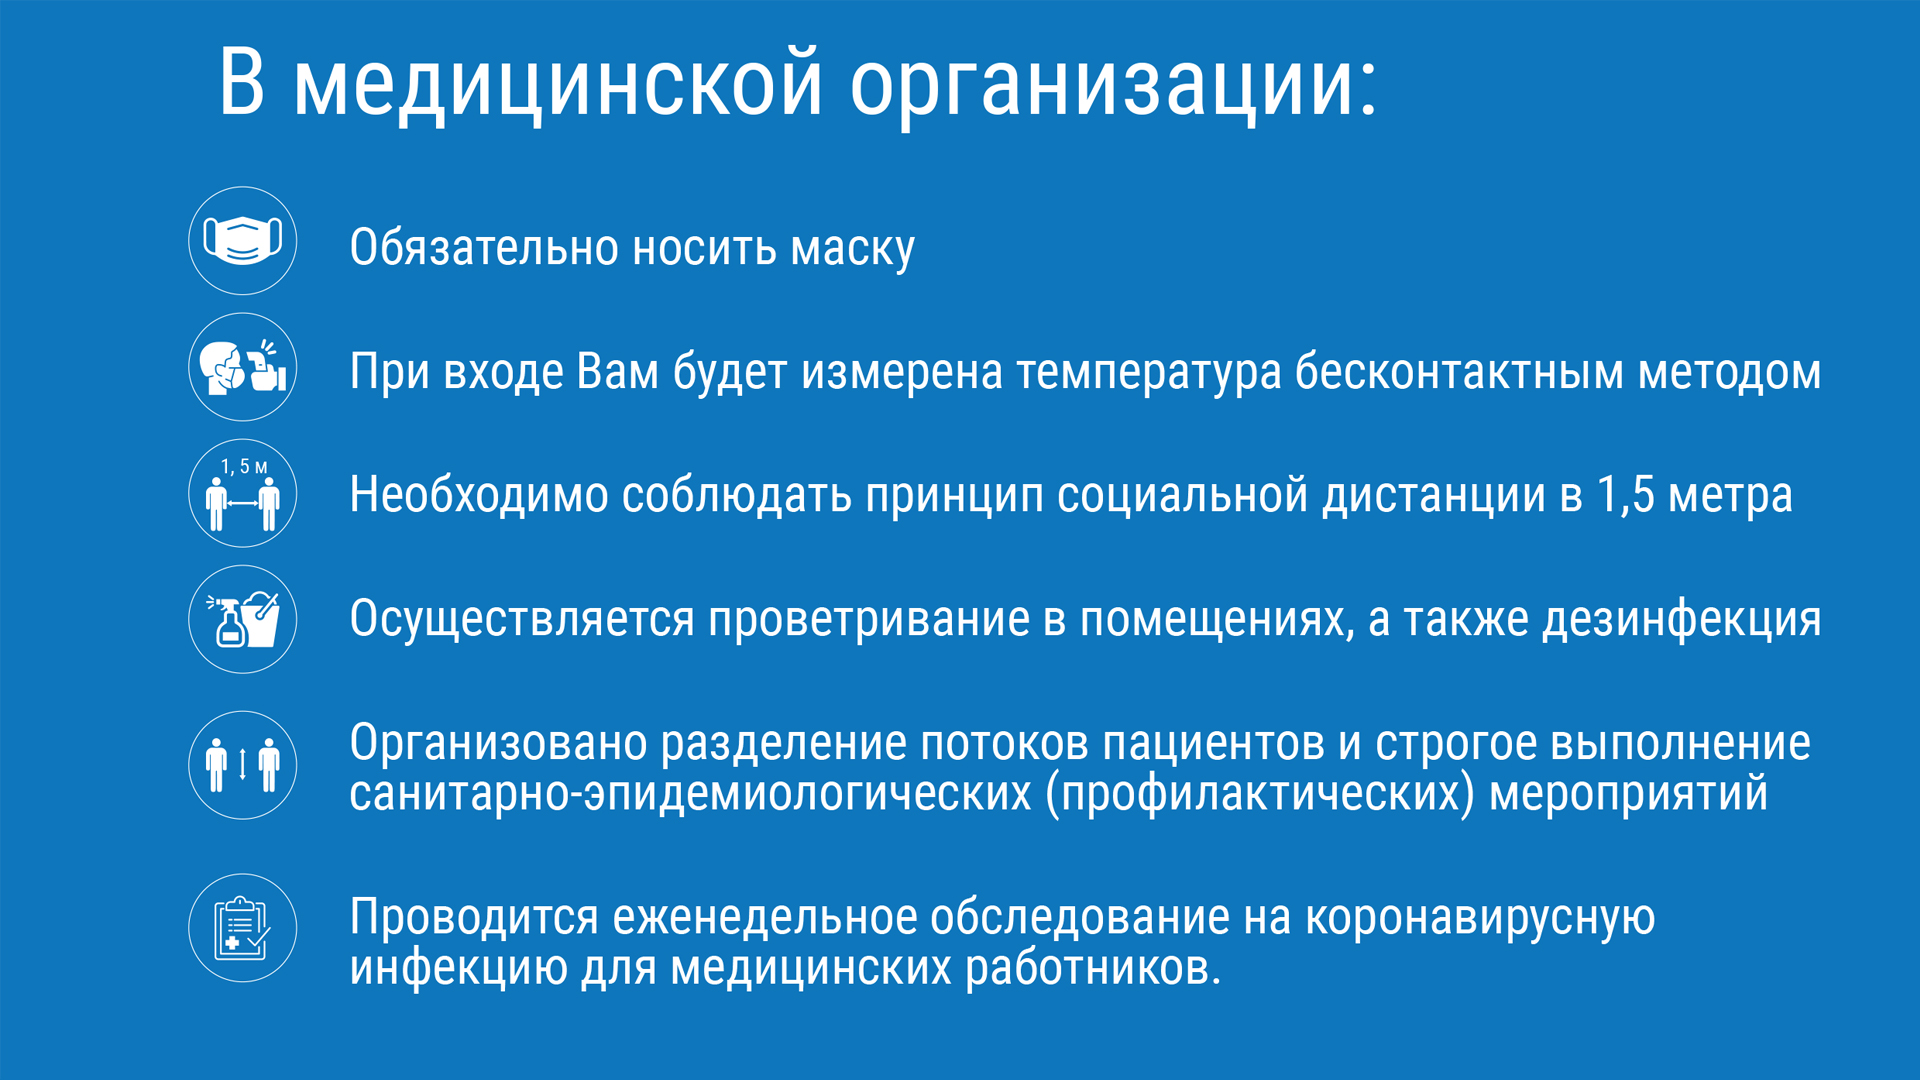 В медицинской организации:
Обязательно носить маску
При входе Вам будет измерена температура бесконтактным методом
1, 5 м
Необходимо соблюдать принцип социальной дистанции в 1,5 метра
Осуществляется проветривание в помещениях, а также дезинфекция
Организовано разделение потоков пациентов и строгое выполнение
санитарно-эпидемиологических (профилактических) мероприятий
Проводится еженедельное обследование на коронавирусную
инфекцию для медицинских работников.